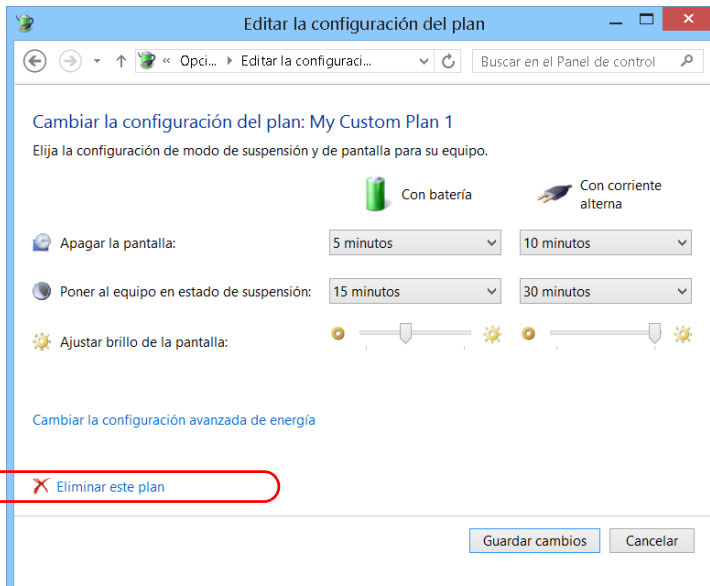 Editar la configuración del plan
« Opci... Editar la configuraci... Buscar en el Panel de control
Cambiar la configuración del plan: My Custom Plan 1
Elija la configuración de modo de suspensión y de pantalla para su equipo.
Con batería
Con corriente
alterna
Apagar la pantalla: 5 minutos 10 minutos
Poner al equipo en estado de suspensión: 15 minutos 30 minutos
Ajustar brillo de la pantalla:
Cambiar la configuración avanzada de energía
Eliminar este plan
Guardar cambios Cancelar